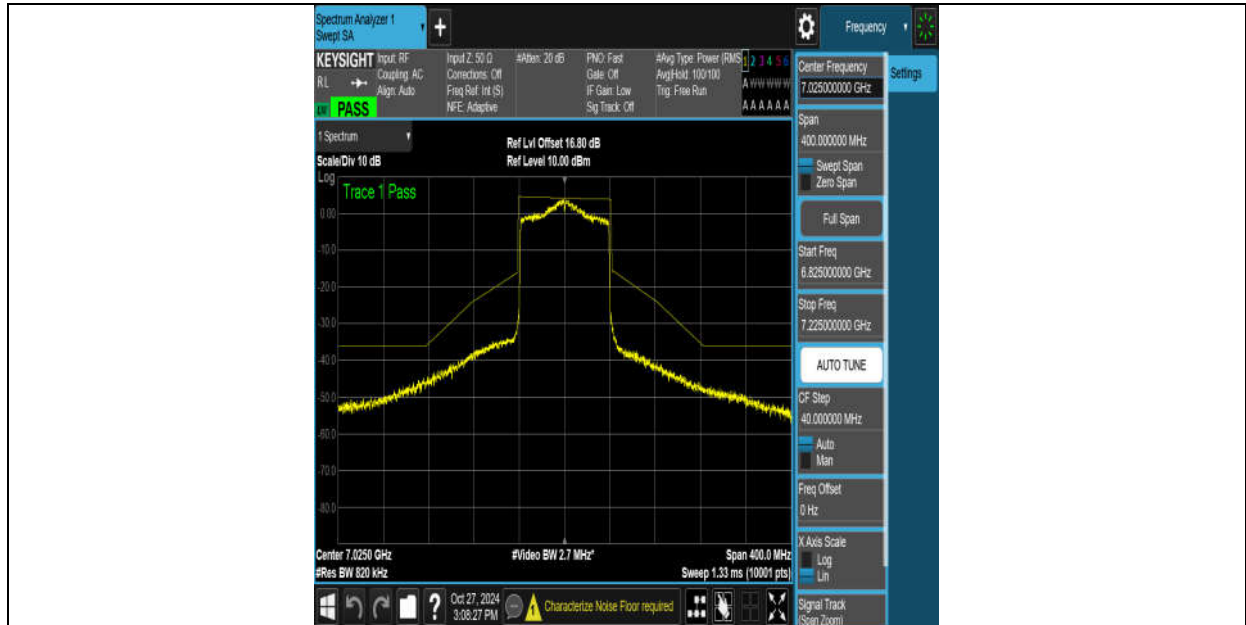 Spectrum Analyzer 1
Swept SA
+
Frequency
KEYSIGHT
RL
PASS
Input: RF
Coupling: AC
Align: Auto
Input Z: 50 Ω
Corrections: Off
Freq Ref: Int (S)
NFE: Adaptive
#Atten: 20 dB
PNO: Fast
Gate: Off
IF Gain: Low
Sig Track: Off
#Avg Type: Power (RMS
Avg|Hold: 100/100
Trig: Free Run
1 2 3 4 5 6
A W W W W W
A A A A A A
1 Spectrum
Scale/Div 10 dB
Ref Lvl Offset 16.80 dB
Ref Level 10.00 dBm
Log
Trace 1 Pass
0.00
-10.0
-20.0
-30.0
-40.0
-50.0
-60.0
-70.0
-80.0
Center 7.0250 GHz
#Res BW 820 kHz
#Video BW 2.7 MHz*
Span 400.0 MHz
Sweep 1.33 ms (10001 pts)
Center Frequency
7.025000000 GHz
Settings
Span
400.000000 MHz
Swept Span
Zero Span
Full Span
Start Freq
6.825000000 GHz
Stop Freq
7.225000000 GHz
AUTO TUNE
CF Step
40.000000 MHz
Auto
Man
Freq Offset
0 Hz
X Axis Scale
Log
Lin
Signal Track
(Span Zoom)
?
Oct 27, 2024
3:08:27 PM
Characterize Noise Floor required